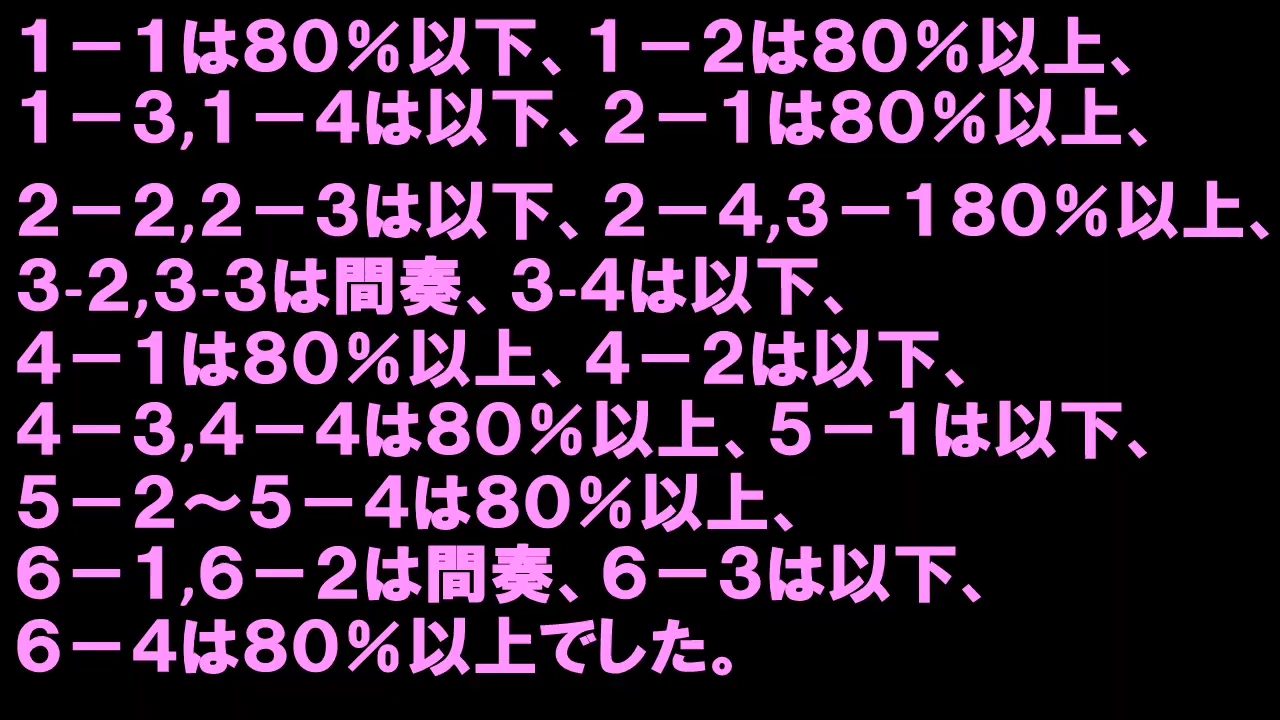 １－１は８０％以下、１－２は８０％以上、
１－３,１－４は以下、２－１は８０％以上、
２－２,２－３は以下、２－４,３－１８０％以上、
3-2,3-3は間奏、3-4は以下、
４－１は８０％以上、４－２は以下、
４－３,４－４は８０％以上、５－１は以下、
５－２～５－４は８０％以上、
６－１,６－２は間奏、６－３は以下、
６－４は８０％以上でした。